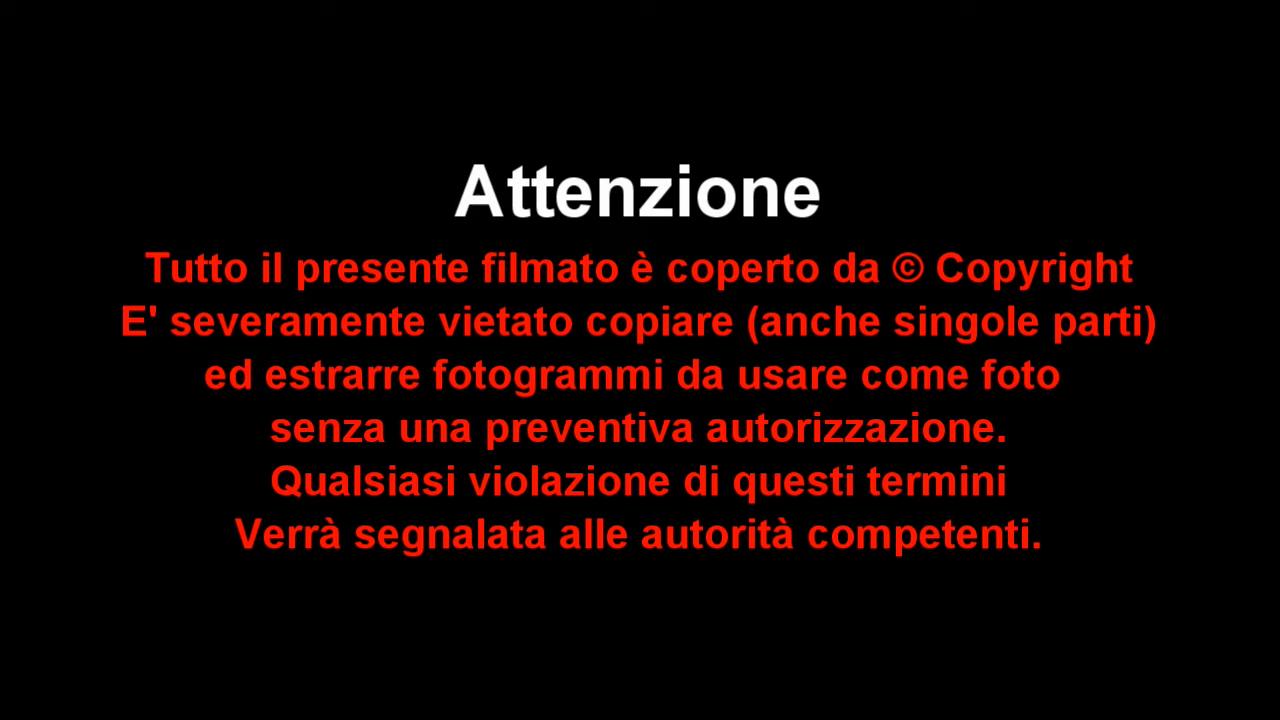 Attenzione
Tutto il presente filmato è coperto da © Copyright
E' severamente vietato copiare (anche singole parti)
ed estrarre fotogrammi da usare come foto
senza una preventiva autorizzazione.
Qualsiasi violazione di questi termini
Verrà segnalata alle autorità competenti.